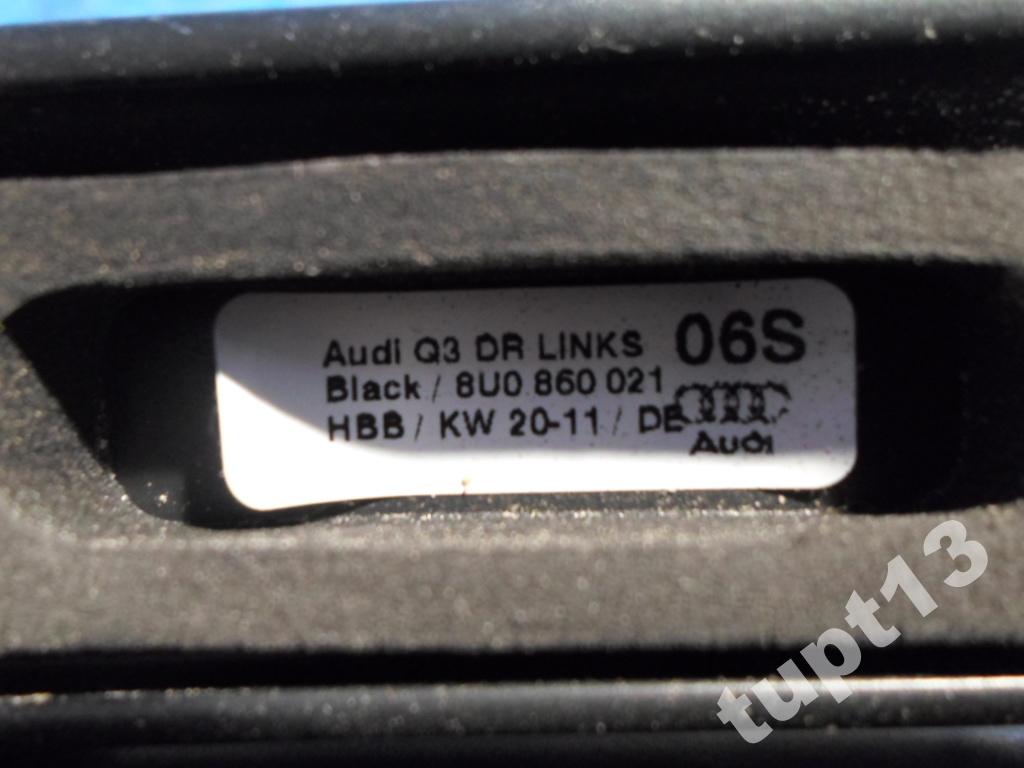 Audi Q3 DR LINKS 06S
Black / 8U0 860 021
HBB / KW 20-11 / DE
Audi
tupt13